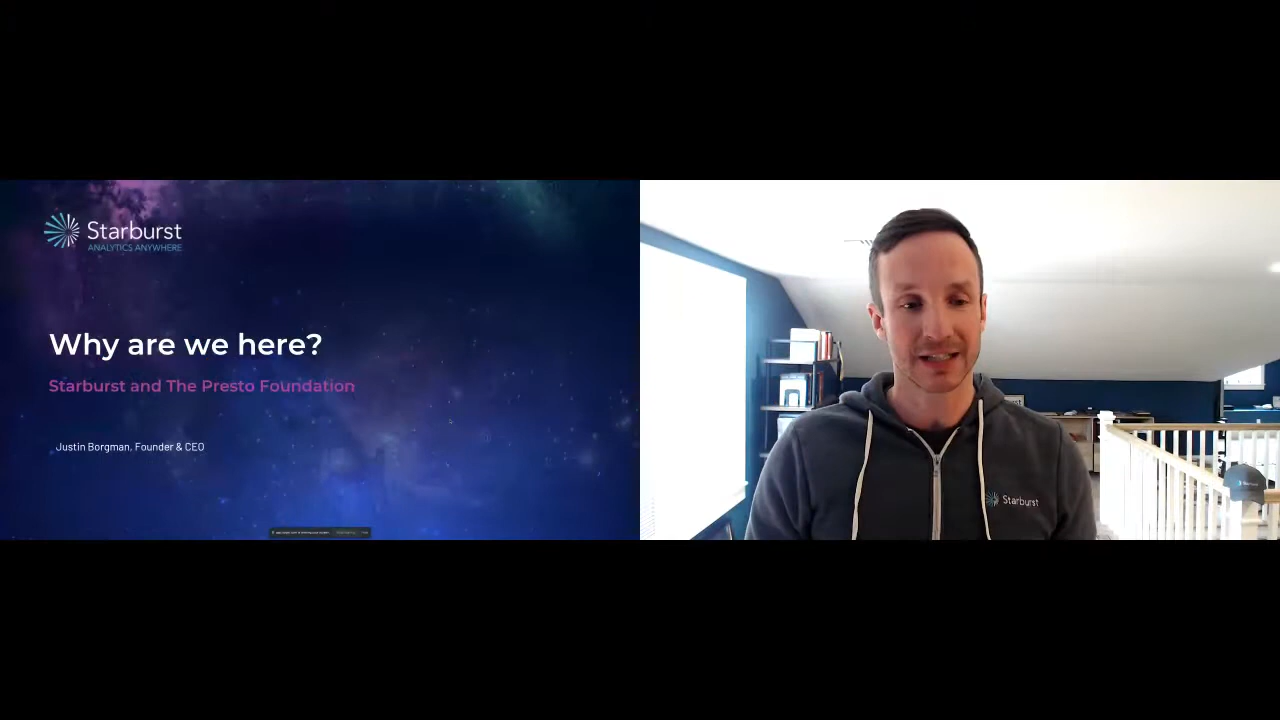 Starburst
ANALYTICS ANYWHERE
Why are we here?
Starburst and The Presto Foundation
Justin Borgman, Founder & CEO
Starburst